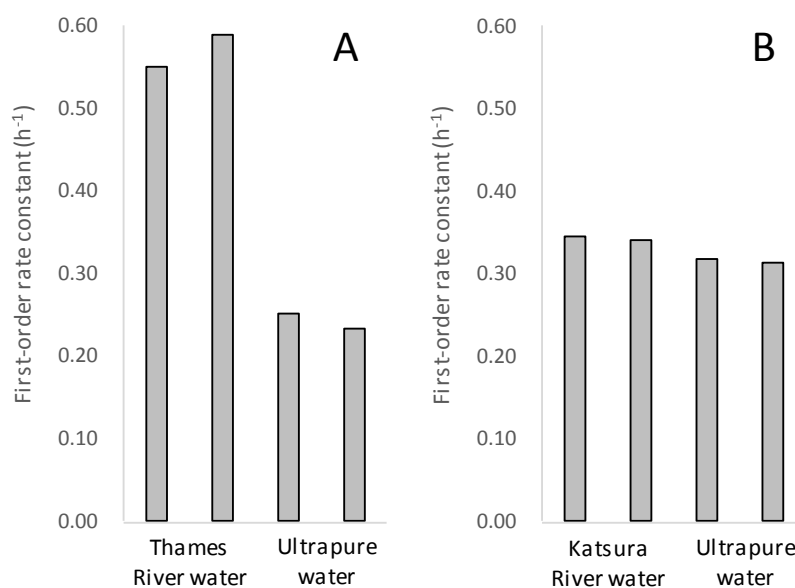 A
First-order rate constant (h-1)
0.60
0.50
0.40
0.30
0.20
0.10
0.00
Thames
River water
Ultrapure
water
B
First-order rate constant (h-1)
0.60
0.50
0.40
0.30
0.20
0.10
0.00
Katsura
River water
Ultrapure
water